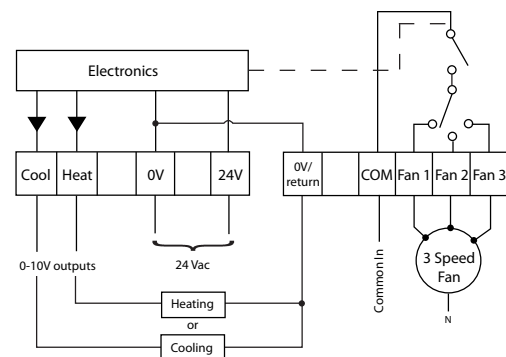 Electronics
Cool Heat 0V 24V
0V/
return
COM Fan 1 Fan 2 Fan 3
0-10V outputs
24 Vac
Common In
3 Speed
Fan
N
Heating
or
Cooling